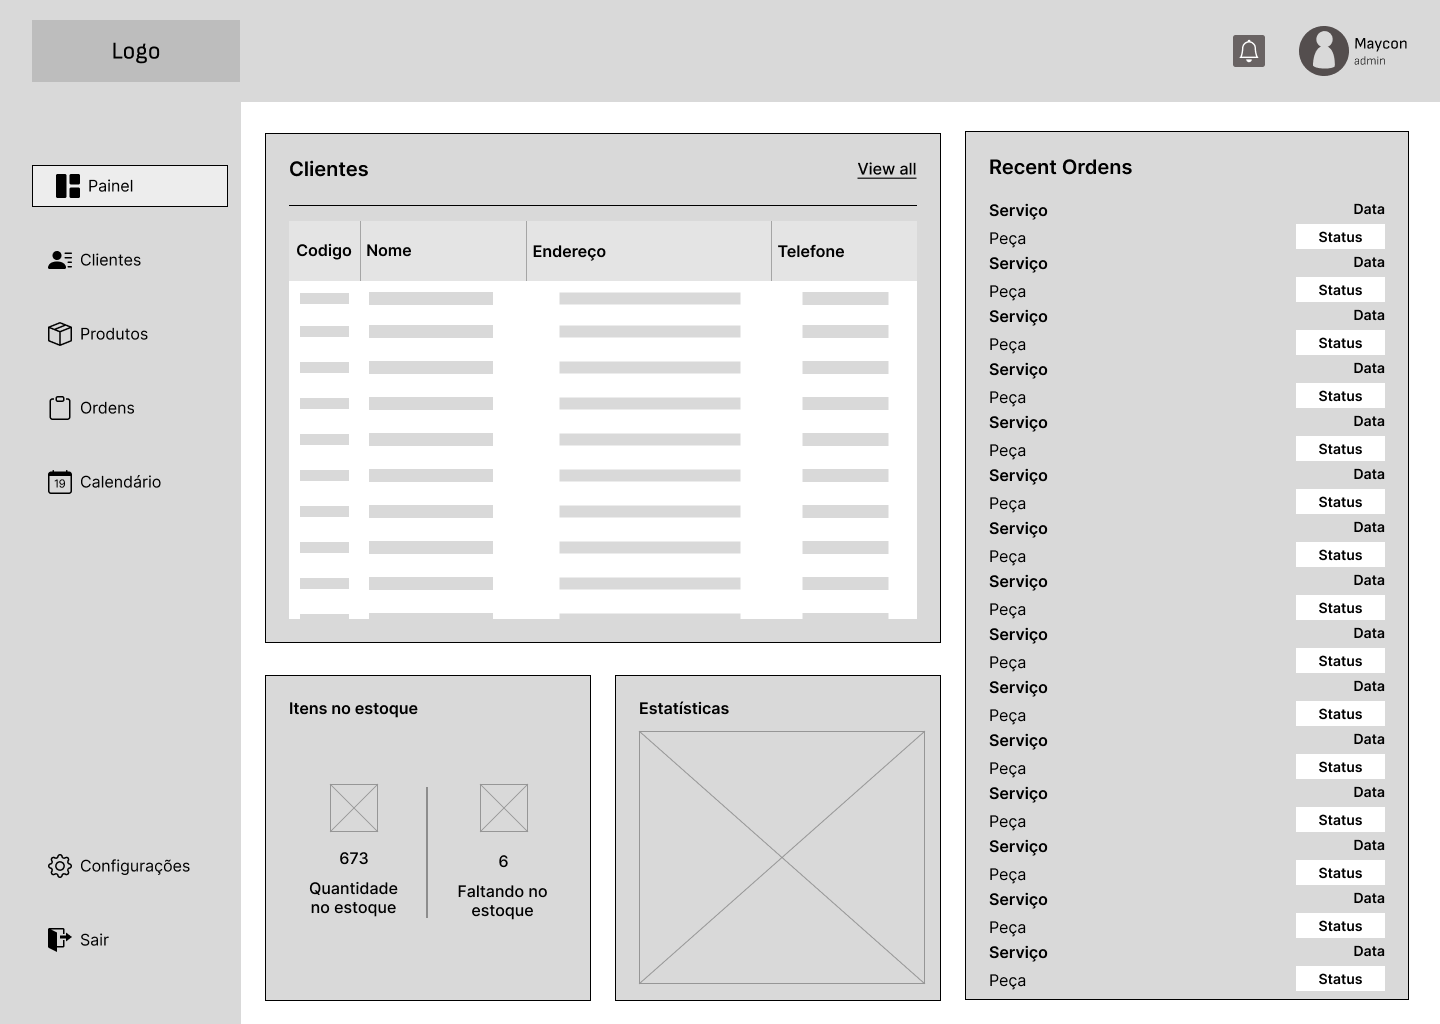 Logo
Maycon
admin
Painel
Clientes
Produtos
Ordens
19
Calendário
Configurações
Sair
Clientes
View all
Codigo Nome Endereço Telefone
Itens no estoque
673
Quantidade
no estoque
6
Faltando no
estoque
Estatísticas
Recent Ordens
Serviço Data
Peça Status
Serviço Data
Peça Status
Serviço Data
Peça Status
Serviço Data
Peça Status
Serviço Data
Peça Status
Serviço Data
Peça Status
Serviço Data
Peça Status
Serviço Data
Peça Status
Serviço Data
Peça Status
Serviço Data
Peça Status
Serviço Data
Peça Status
Serviço Data
Peça Status
Serviço Data
Peça Status
Serviço Data
Peça Status
Serviço Data
Peça Status